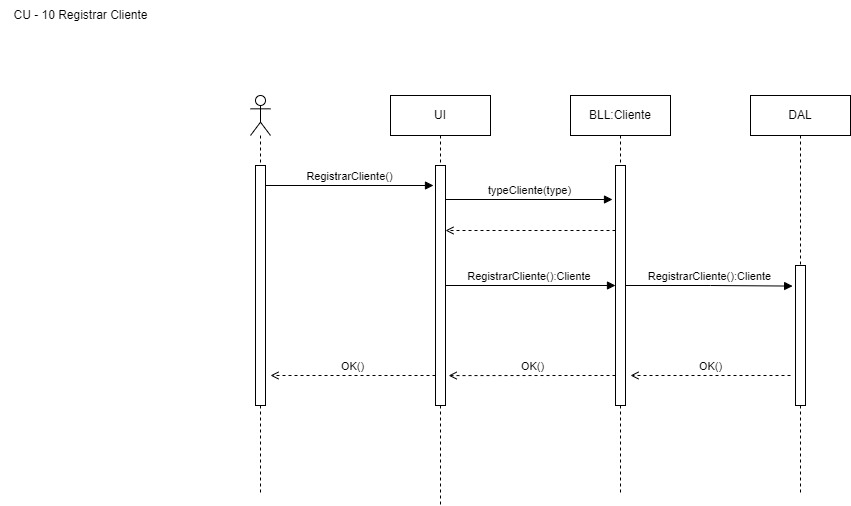 CU - 10 Registrar Cliente
UI
BLL:Cliente
DAL
RegistrarCliente()
typeCliente(type)
RegistrarCliente():Cliente
RegistrarCliente():Cliente
OK()
OK()
OK()